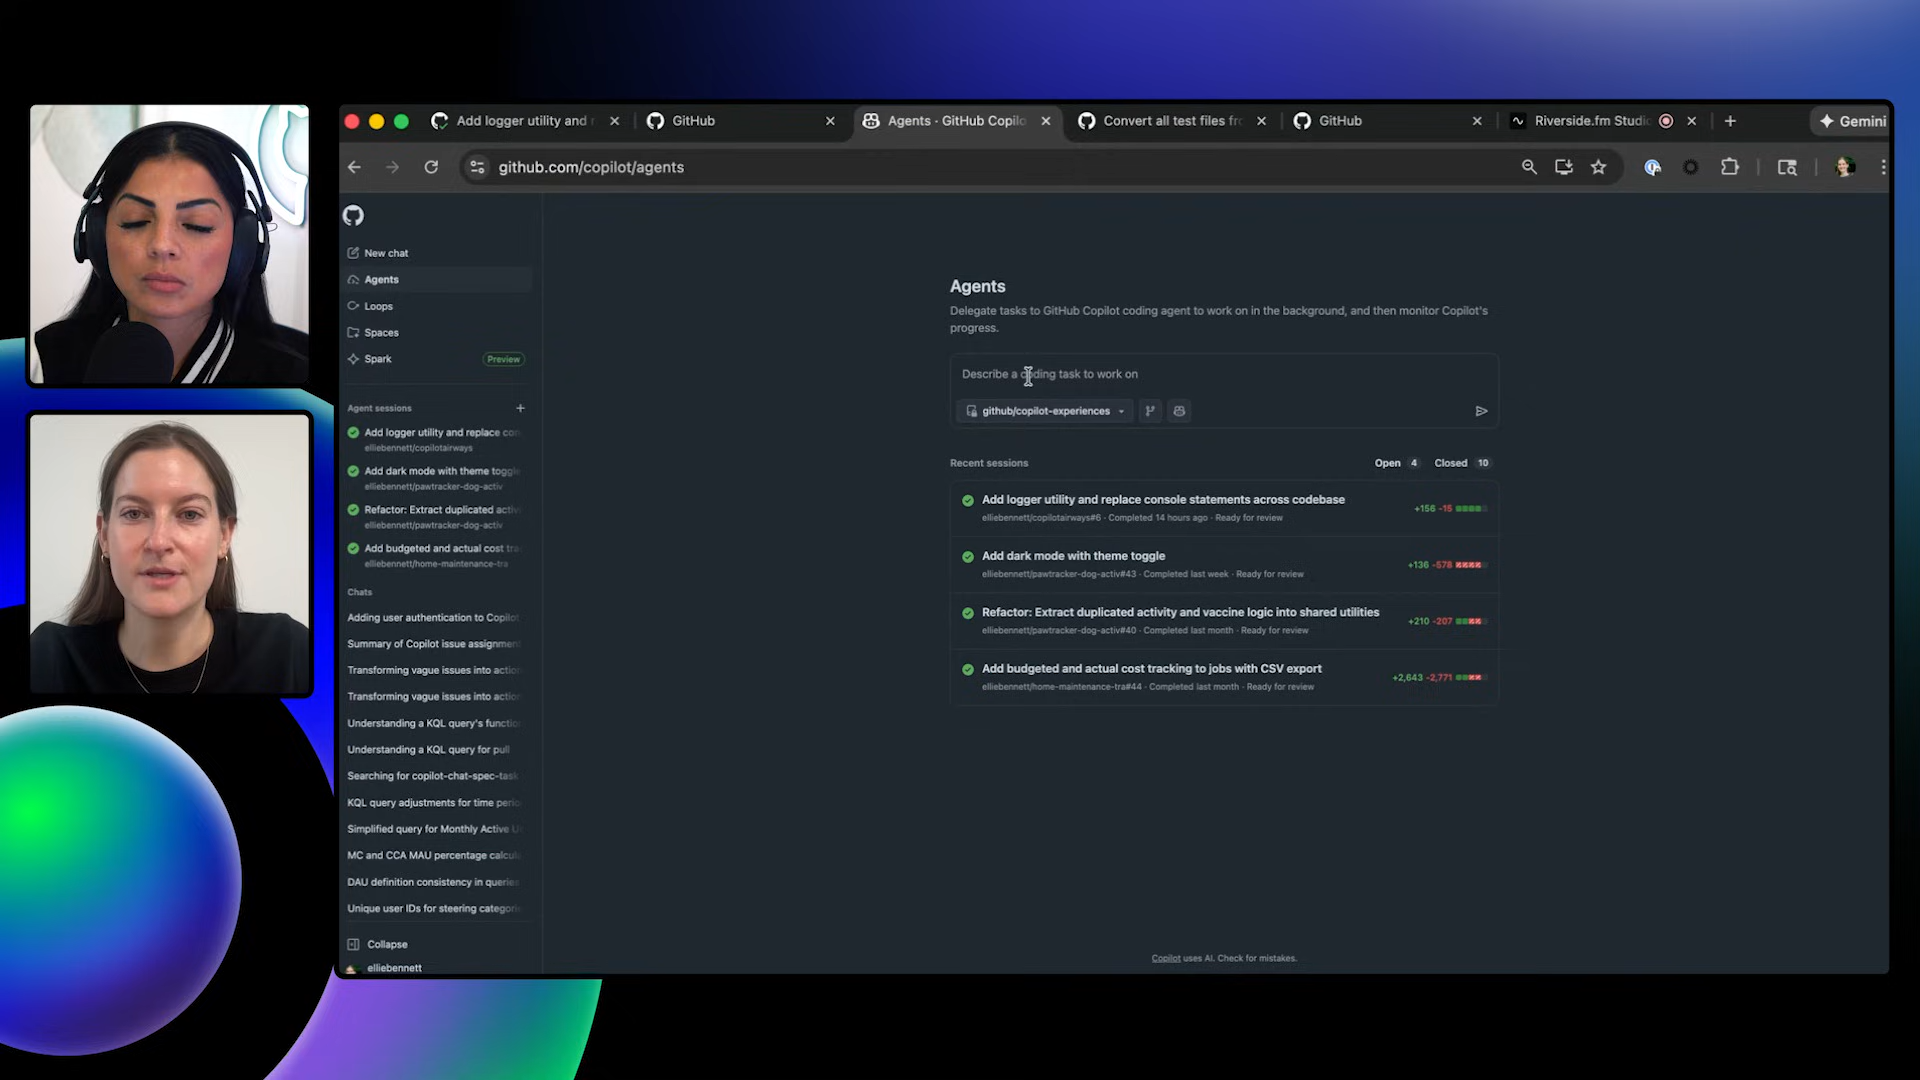 Add logger utility and
GitHub
Agents · GitHub Copilo
Convert all test files fr
GitHub
Riverside.fm Studi
Gemini
github.com/copilot/agents
New chat
Agents
Loops
Spaces
Spark
Preview
Agent sessions
Add logger utility and replace con
elliebennett/copilotairways
Add dark mode with theme toggle
elliebennett/pawtracker-dog-activ
Refactor: Extract duplicated activ
elliebennett/pawtracker-dog-activ
Add budgeted and actual cost tra
elliebennett/home-maintenance-tra
Chats
Adding user authentication to Copilot
Summary of Copilot issue assignment
Transforming vague issues into action
Transforming vague issues into action
Understanding a KQL query's functio
Understanding a KQL query for pull
Searching for copilot-chat-spec-task
KQL query adjustments for time perio
Simplified query for Monthly Active U
MC and CCA MAU percentage calcul
DAU definition consistency in queries
Unique user IDs for steering categori
Collapse
elliebennett
Agents
Delegate tasks to GitHub Copilot coding agent to work on in the background, and then monitor Copilot's
progress.
Describe a coding task to work on
github/copilot-experiences
Recent sessions
Open 4 Closed 10
Add logger utility and replace console statements across codebase
elliebennett/copilotairways#6 · Completed 14 hours ago · Ready for review
+156 -15
Add dark mode with theme toggle
elliebennett/pawtracker-dog-activ#43 · Completed last week · Ready for review
+136 -578
Refactor: Extract duplicated activity and vaccine logic into shared utilities
elliebennett/pawtracker-dog-activ#40 · Completed last month · Ready for review
+210 -207
Add budgeted and actual cost tracking to jobs with CSV export
elliebennett/home-maintenance-tra#44 · Completed last month · Ready for review
+2,643 -2,771
Copilot uses AI. Check for mistakes.